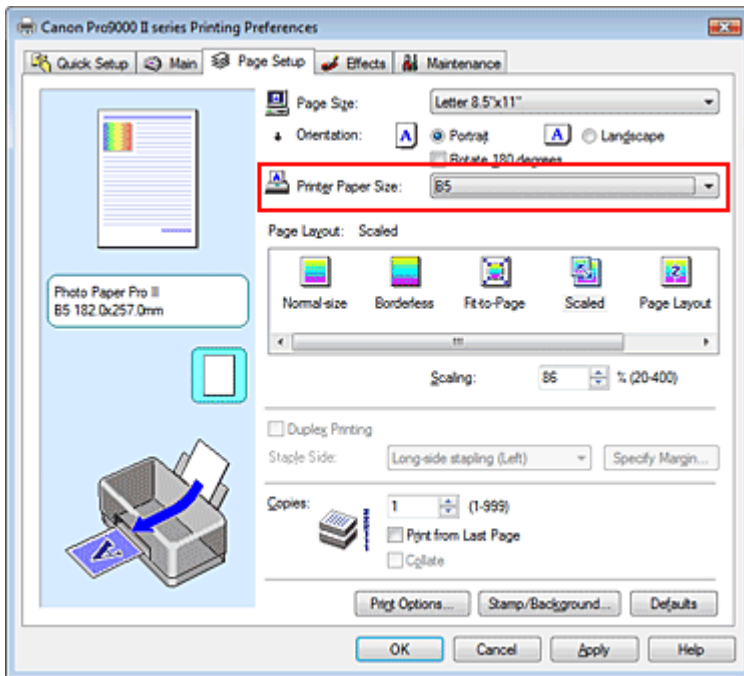 Canon Pro9000 II series Printing Preferences
Quick Setup Main Page Setup Effects Maintenance
Page Size: Letter 8.5"x11"
Orientation: A Portrait A Landscape
Rotate 180 degrees
Printer Paper Size: B5
Page Layout: Scaled
Normal-size Borderless Fit-to-Page Scaled Page Layout
Photo Paper Pro II
B5 182.0x257.0mm
Scaling: 86 % (20-400)
Duplex Printing
Staple Side: Long-side stapling (Left) Specify Margin...
Copies: 1 (1-999)
Print from Last Page
Collate
Print Options... Stamp/Background... Defaults
OK Cancel Apply Help